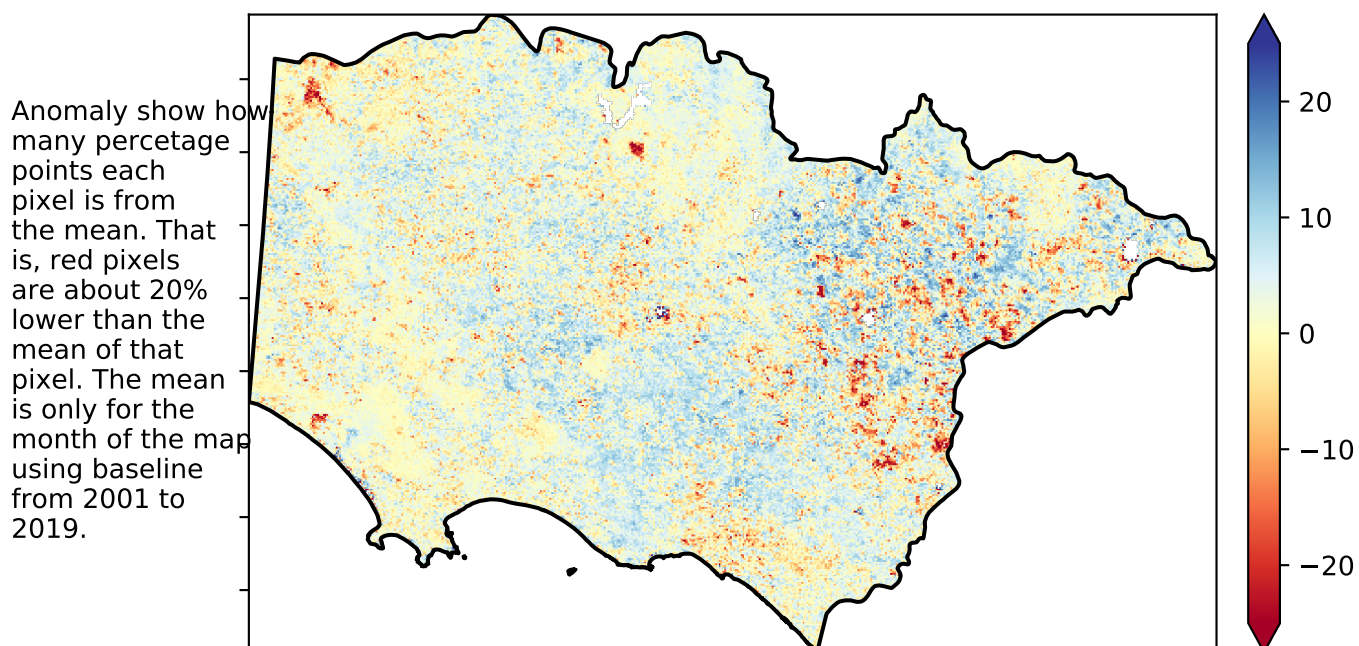 Anomaly show how
many percetage
points each
pixel is from
the mean. That
is, red pixels
are about 20%
lower than the
mean of that
pixel. The mean
is only for the
month of the map
using baseline
from 2001 to
2019.
20
10
0
−10
−20